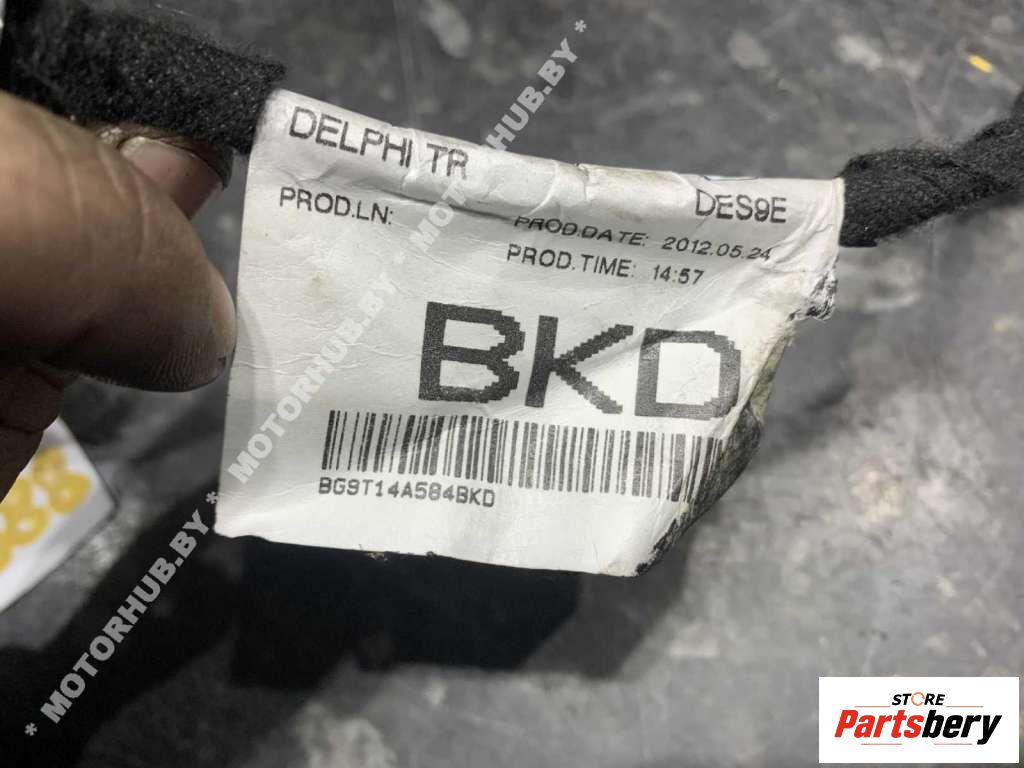 DELPHI TR
DES9E
PROD.LN:
PROD.DATE: 2012.05.24
PROD.TIME: 14:57
BKD
BG9T14A584BKD
* MOTORHUB.BY * MOTORHUB.BY * MOTORHUB.BY *
STORE
Partsbery